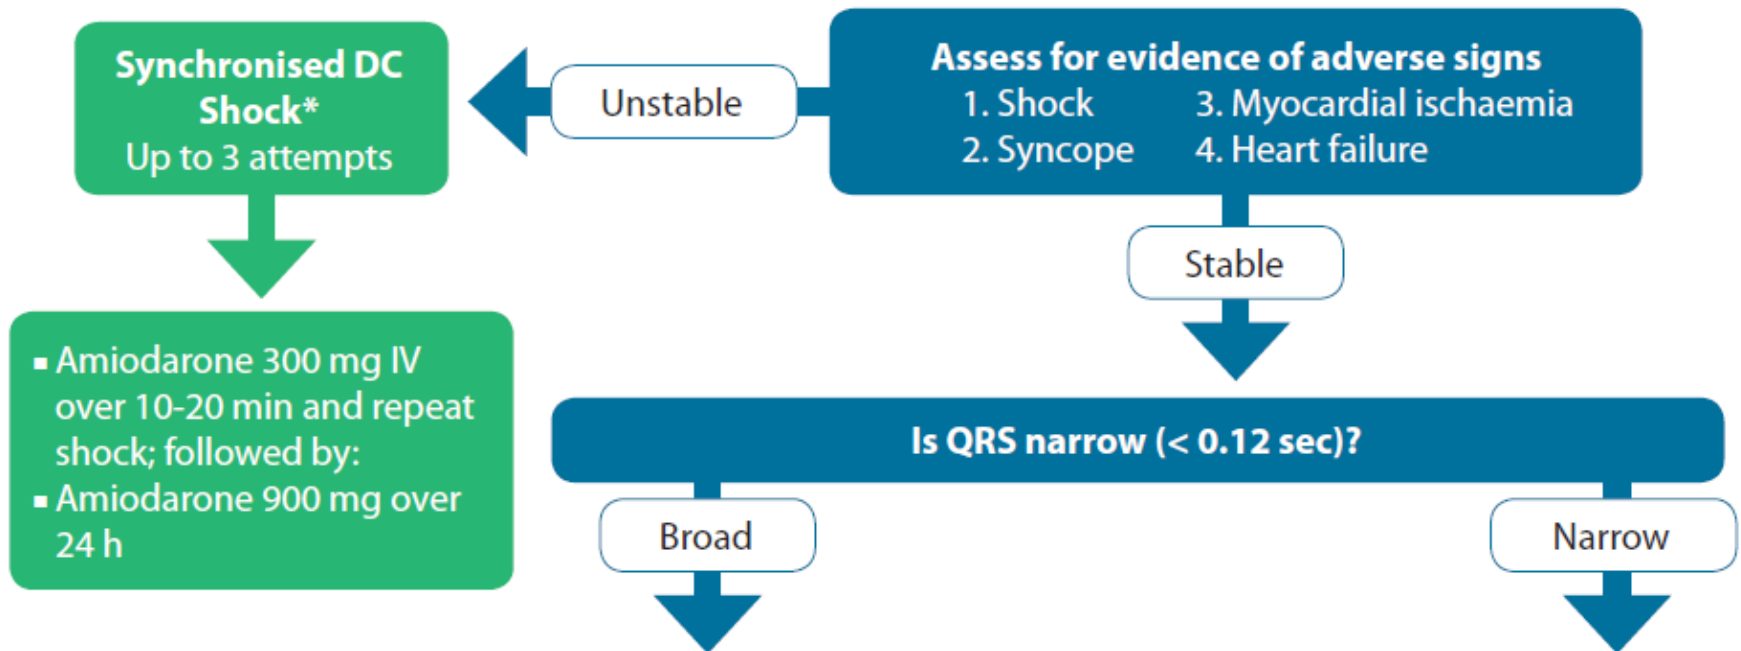 Synchronised DC
Shock*
Up to 3 attempts
Unstable
Assess for evidence of adverse signs
1. Shock 3. Myocardial ischaemia
2. Syncope 4. Heart failure
Stable
▪ Amiodarone 300 mg IV
over 10-20 min and repeat
shock; followed by:
▪ Amiodarone 900 mg over
24 h
Is QRS narrow (< 0.12 sec)?
Broad
Narrow